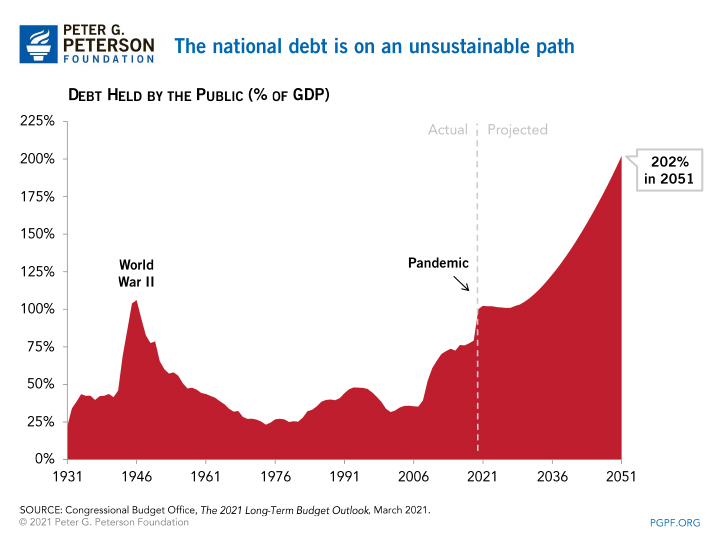 PETER G.
PETERSON
FOUNDATION
The national debt is on an unsustainable path
DEBT HELD BY THE PUBLIC (% OF GDP)
225%
Actual
Projected
200%
202%
in 2051
175%
150%
World
War II
Pandemic
125%
100%
75%
50%
25%
0%
1931
1946
1961
1976
1991
2006
2021
2036
2051
SOURCE: Congressional Budget Office, The 2021 Long-Term Budget Outlook, March 2021.
© 2021 Peter G. Peterson Foundation
PGPF.ORG